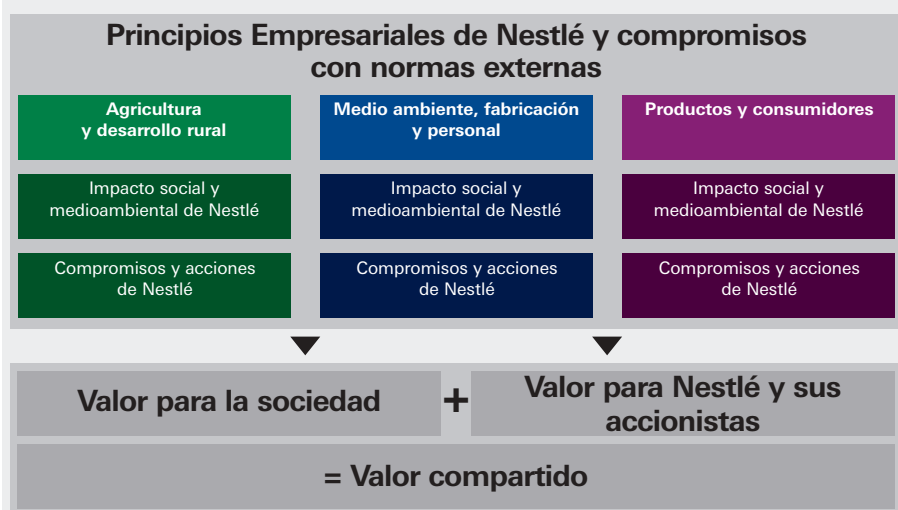 Principios Empresariales de Nestlé y compromisos
con normas externas
Agricultura
y desarrollo rural
Medio ambiente, fabricación
y personal
Productos y consumidores
Impacto social y
medioambiental de Nestlé
Impacto social y
medioambiental de Nestlé
Impacto social y
medioambiental de Nestlé
Compromisos y acciones
de Nestlé
Compromisos y acciones
de Nestlé
Compromisos y acciones
de Nestlé
Valor para la sociedad
+
Valor para Nestlé y sus
accionistas
= Valor compartido